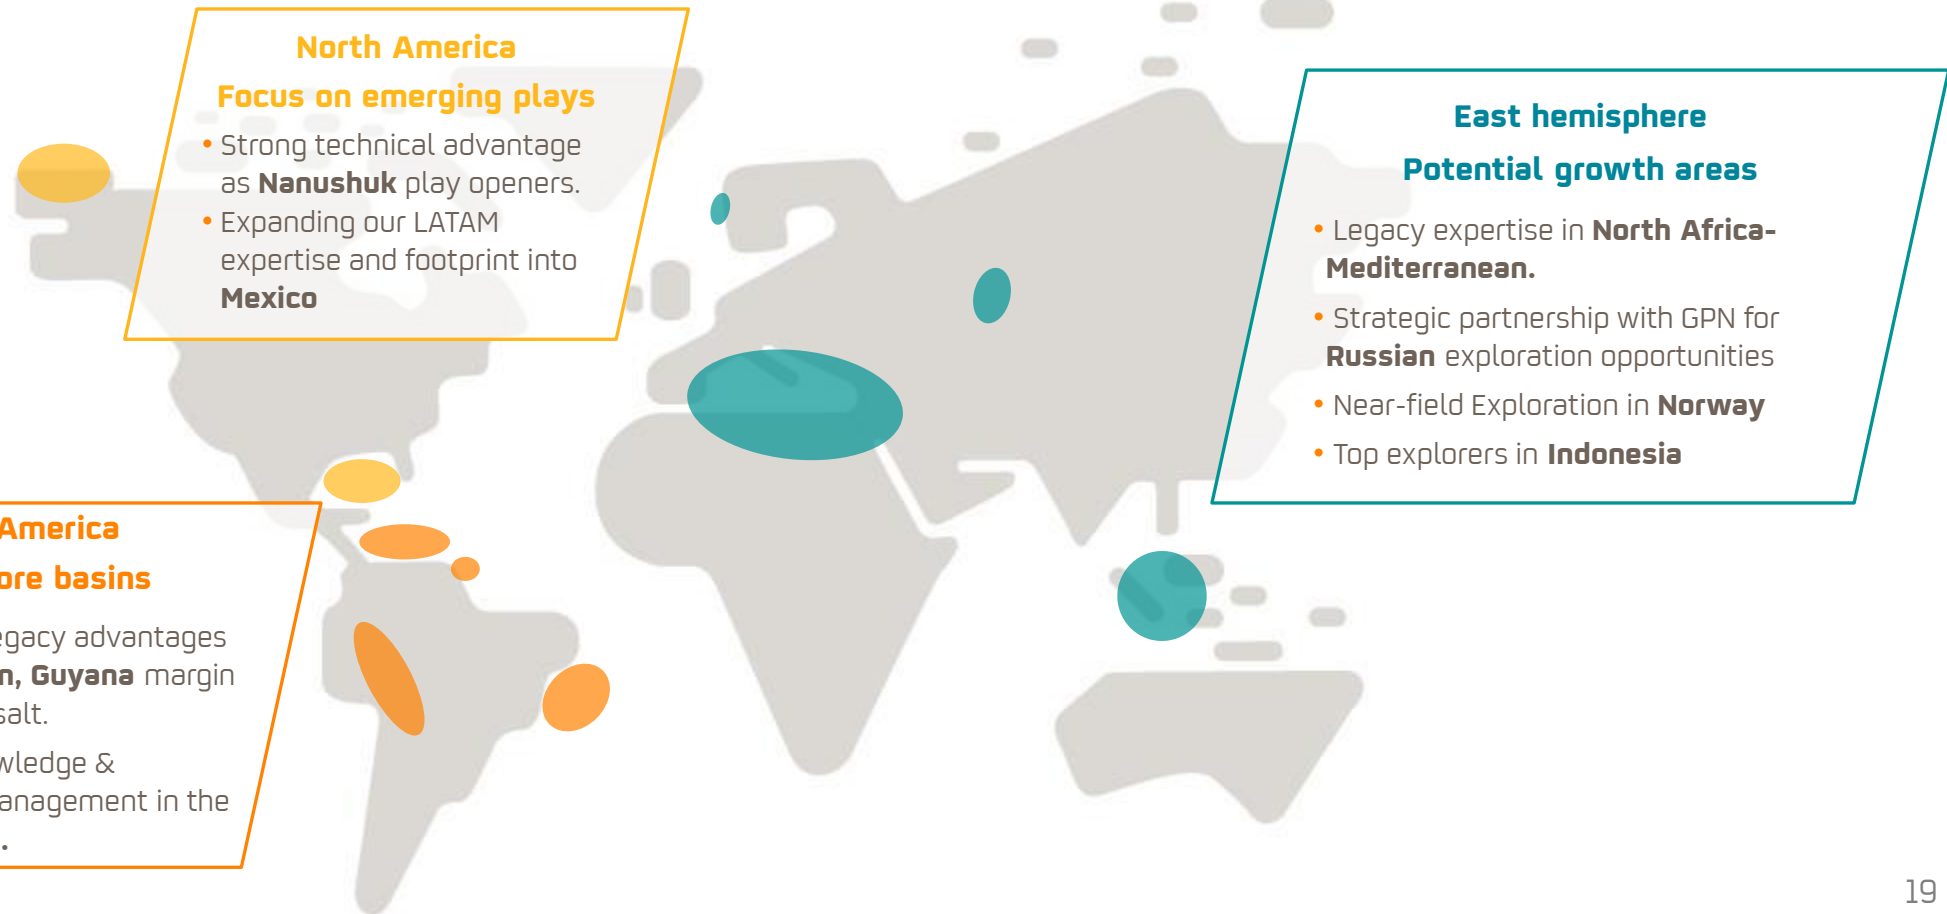 North America
Focus on emerging plays
• Strong technical advantage
as Nanushuk play openers.
• Expanding our LATAM
expertise and footprint into
Mexico
East hemisphere
Potential growth areas
• Legacy expertise in North Africa-
Mediterranean.
• Strategic partnership with GPN for
Russian exploration opportunities
• Near-field Exploration in Norway
• Top explorers in Indonesia
America
ore basins
egacy advantages
n, Guyana margin
salt.
wledge &
anagement in the
.
19